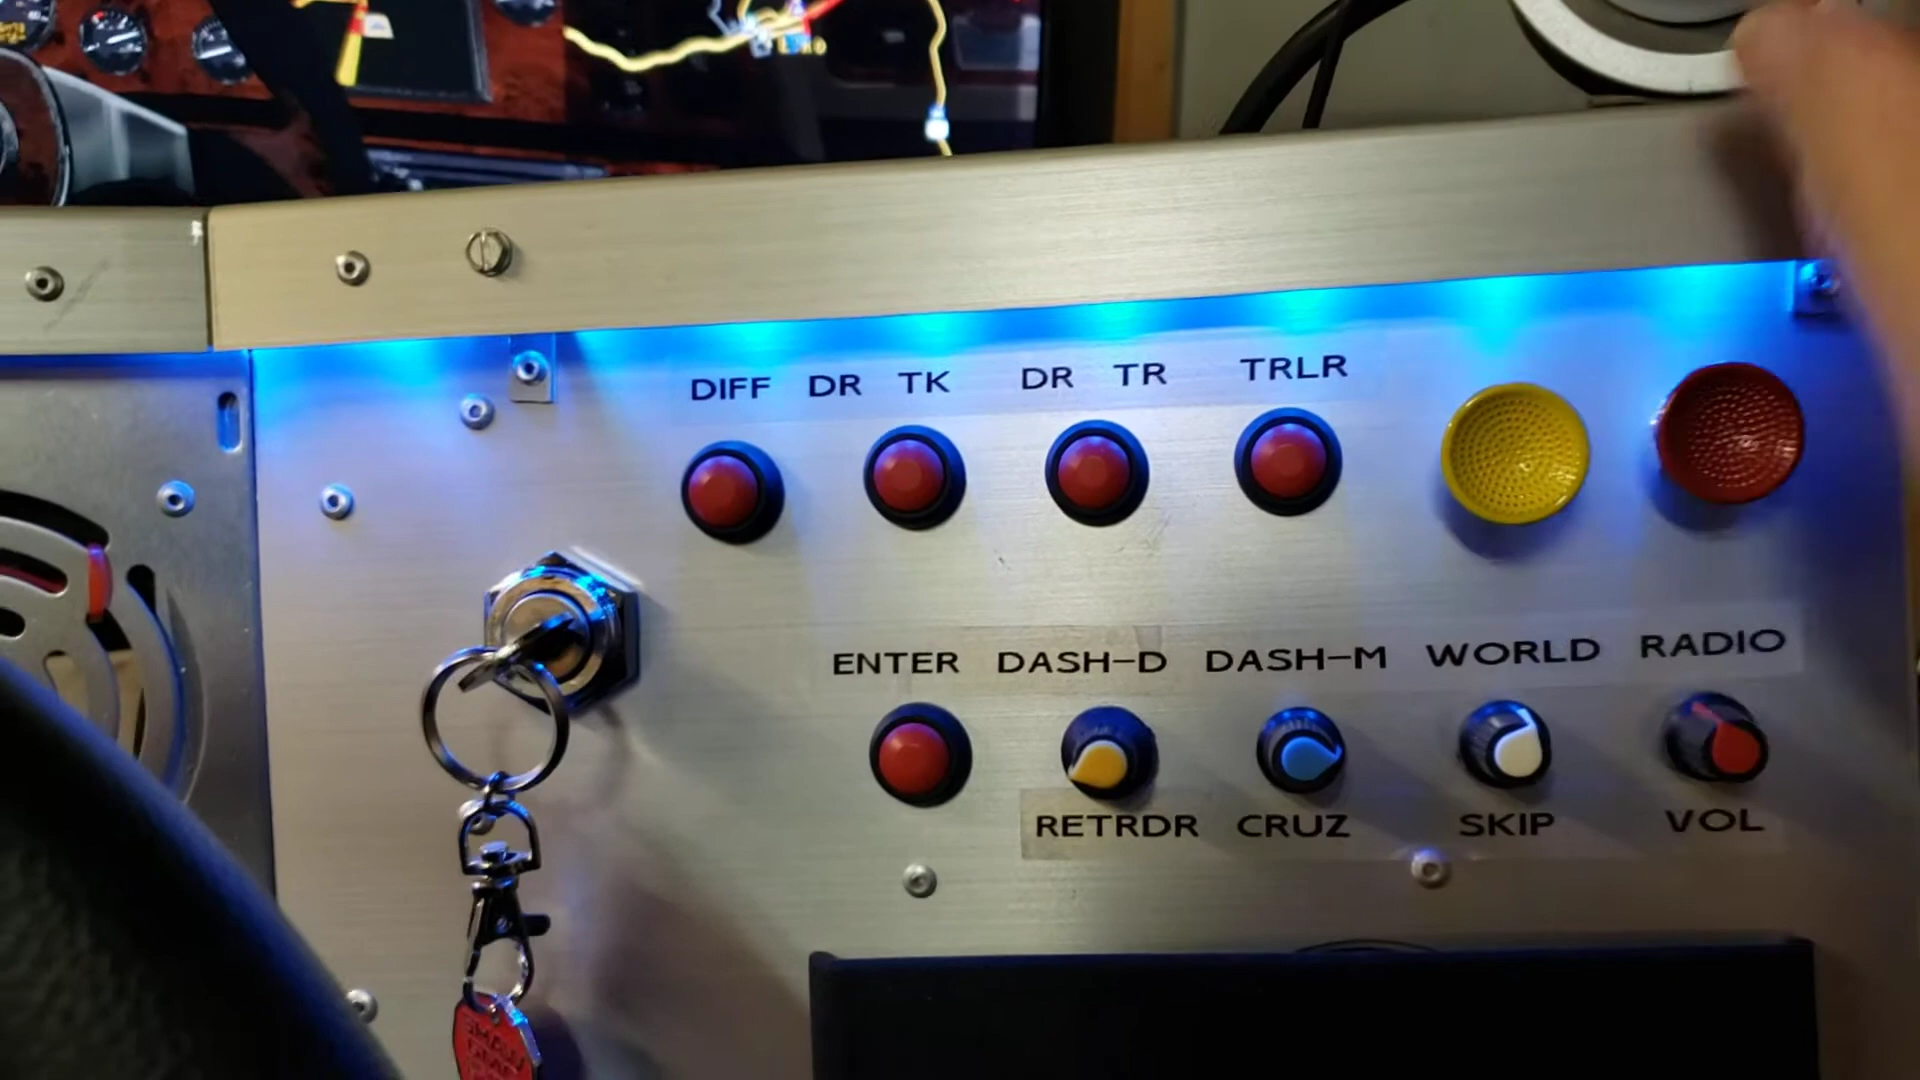 DIFF DR TK DR TR TRLR
ENTER DASH-D DASH-M WORLD RADIO
RETRDR CRUZ SKIP VOL